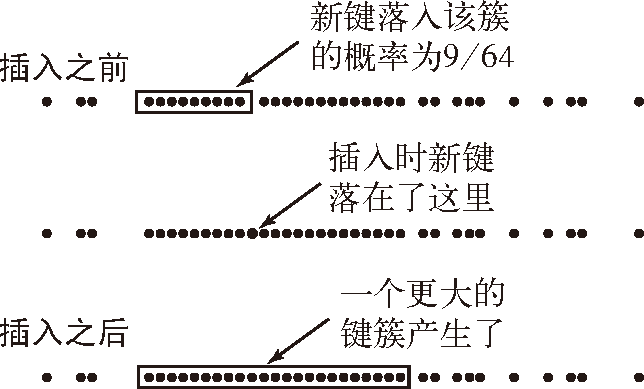 新键落入该簇
的概率为9/64
插入之前
插入时新键
落在了这里
一个更大的
键簇产生了
插入之后